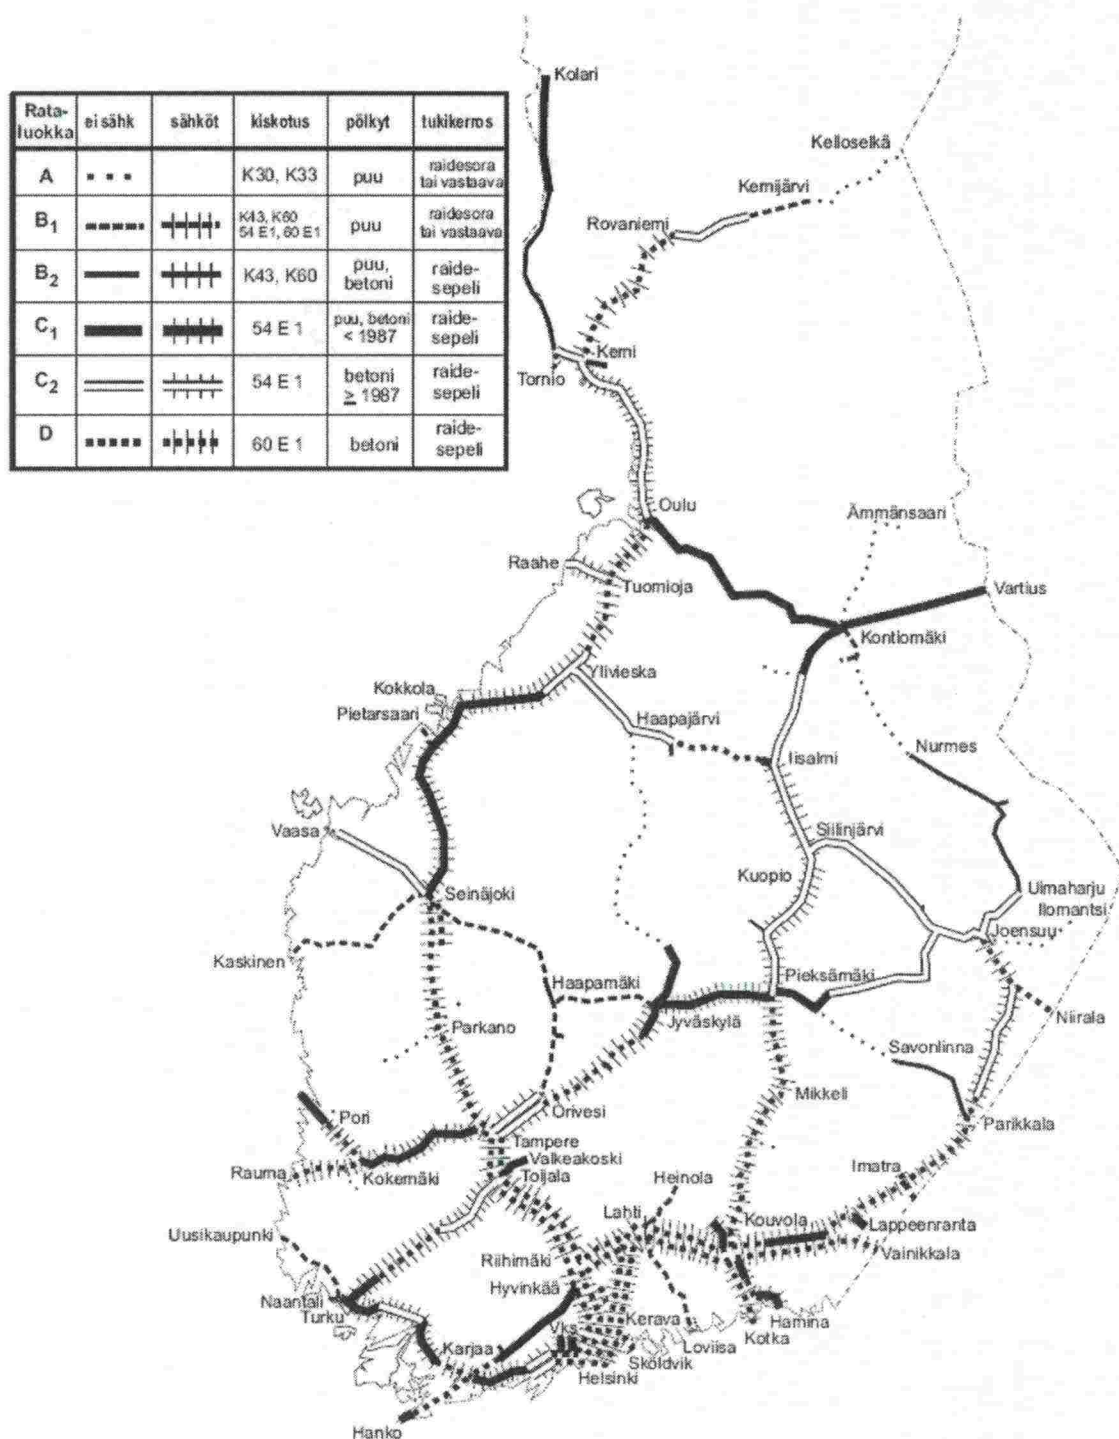 Rata-
luokka
ei sähk
sähköt
kiskotus
pölkyt
tukikerros
A
K30, K33
puu
raidesora
tai vastaava
B1
K43, K60
54 E1, 60 E1
puu
raidesora
tai vastaava
B2
K43, K60
puu,
betoni
raide-
sepeli
C1
54 E 1
puu, betoni
< 1987
raide-
sepeli
C2
54 E 1
betoni
≥ 1987
raide-
sepeli
D
60 E 1
betoni
raide-
sepeli
Kolari
Kelloselkä
Kemijärvi
Rovaniemi
Kemi
Tornio
Oulu
Ämmänsaari
Raahe
Tuomioja
Vartius
Kontiomäki
Ylivieska
Kokkola
Pietarsaari
Haapajärvi
Nurmes
Iisalmi
Vaasa
Siilinjärvi
Kuopio
Seinäjoki
Uimaharju
Ilomantsi
Joensuu
Kaskinen
Haapamäki
Pieksämäki
Niirala
Parkano
Jyväskylä
Savonlinna
Mikkeli
Pori
Orivesi
Parikkala
Tampere
Valkeakoski
Rauma
Kokemäki
Toijala
Heinola
Imatra
Uusikaupunki
Lahti
Kouvola
Lappeenranta
Vainikkala
Riihimäki
Hyvinkää
Naantali
Turku
Vks
Kerava
Hamina
Kotka
Loviisa
Karjaa
Sköldvik
Helsinki
Hanko